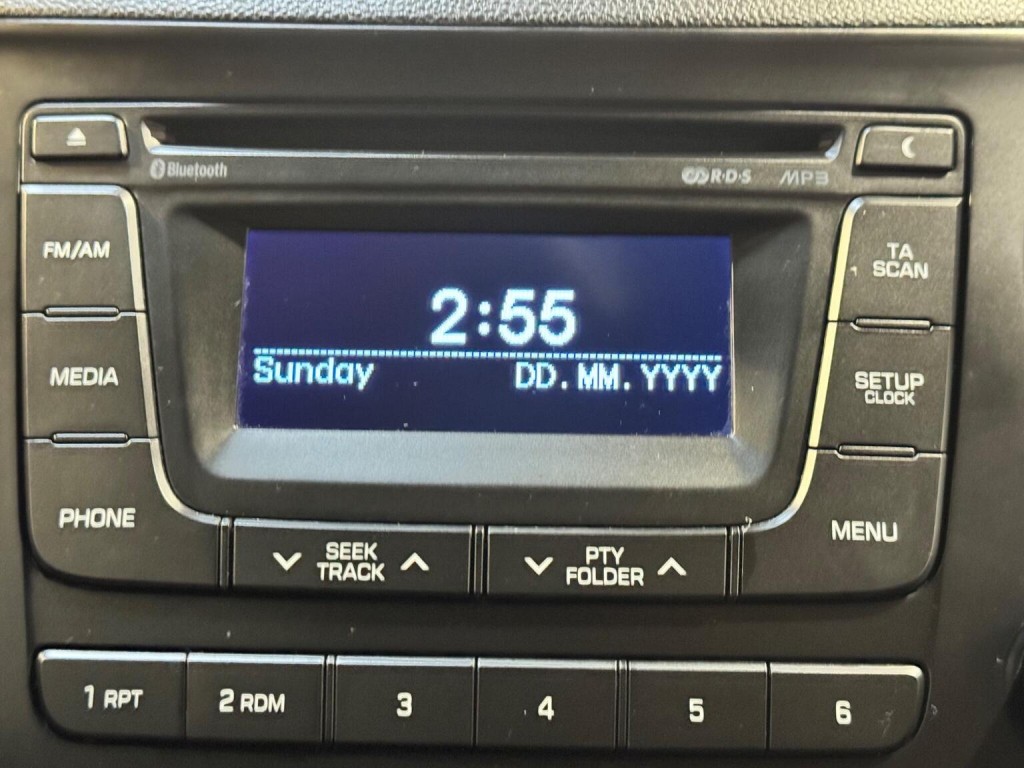 Bluetooth
R·D·S
MP3
FM/AM
2:55
TA
SCAN
MEDIA
Sunday
DD.MM.YYYY
SETUP
CLOCK
PHONE
SEEK
TRACK
PTY
FOLDER
MENU
1 RPT
2 RDM
3
4
5
6